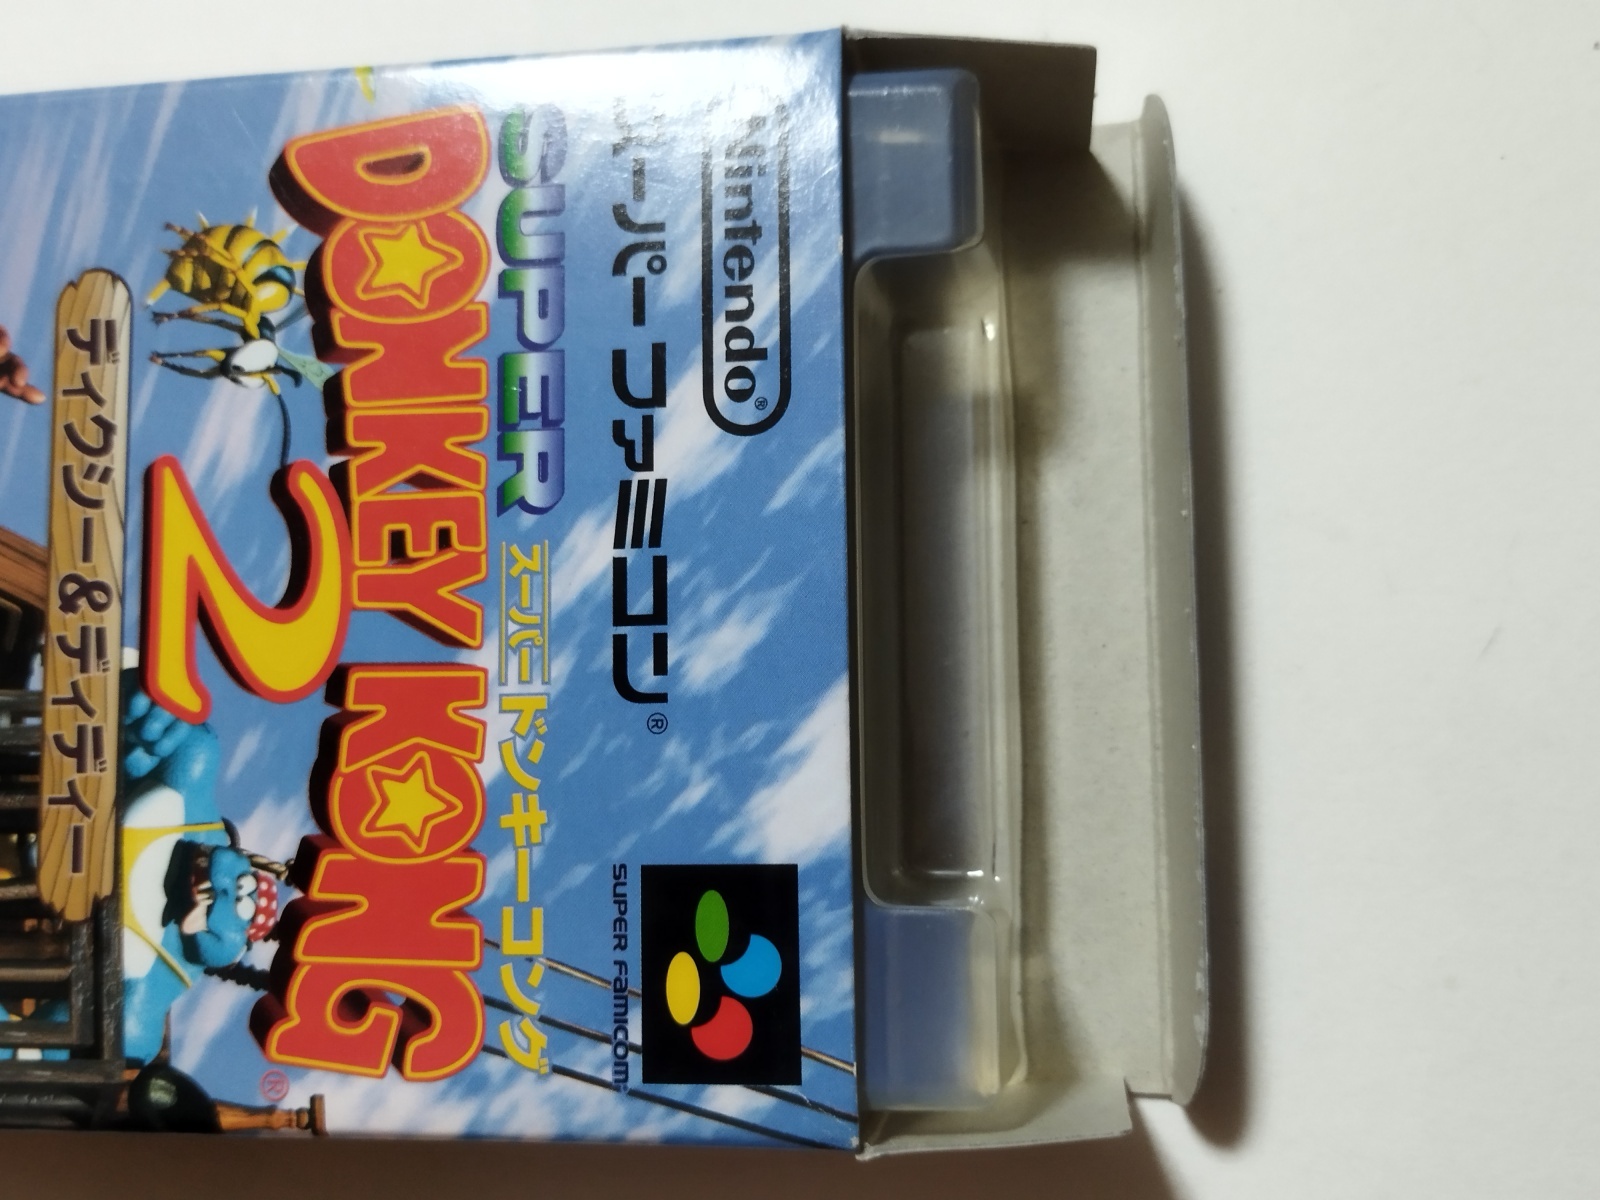 Nintendo®
スーパーファミコン®
SUPER FAMICOM
SUPER スーパードンキーコング
DONKEY KONG®
2
ディクシー&ディディー